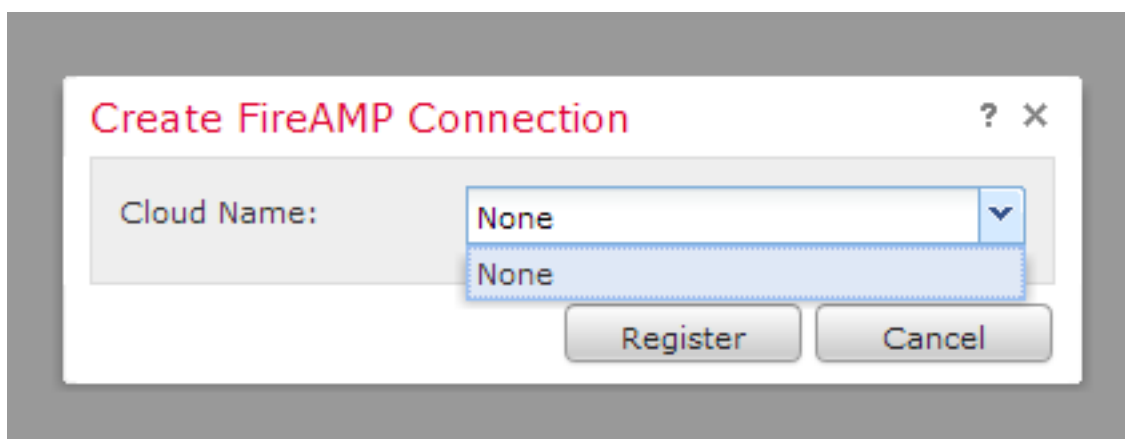 Create FireAMP Connection ? ×
Cloud Name: None
None
Register Cancel